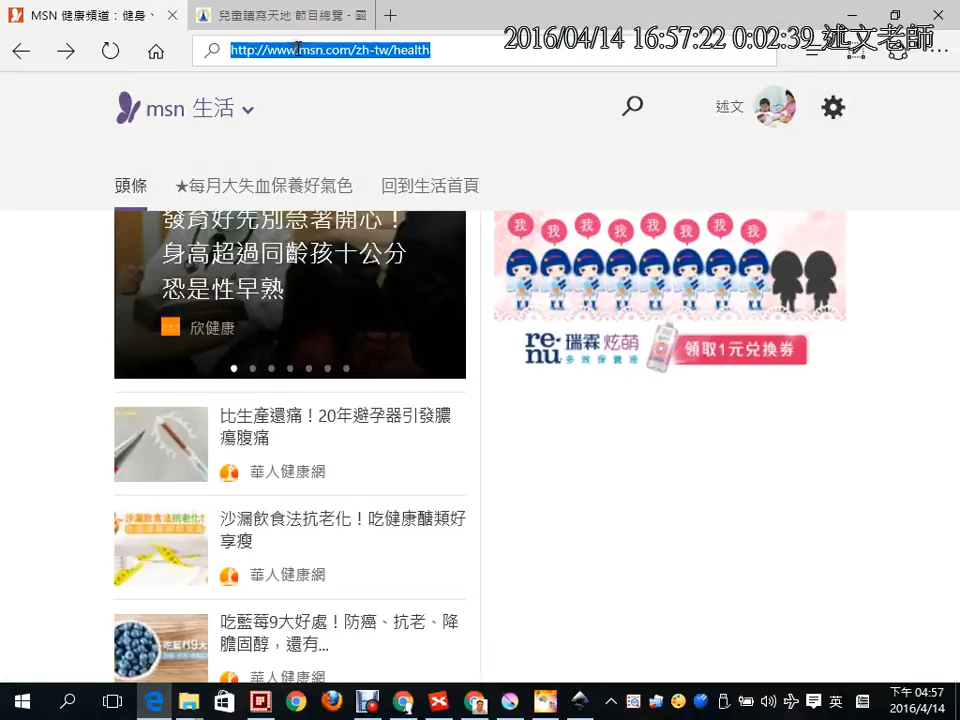 MSN 健康頻道：健身、
兒童讀寫天地 節目總覽 - 國
2016/04/14 16:57:22 0:02:39 述文老師
http://www.msn.com/zh-tw/health
msn 生活
述文
頭條
★每月大失血保養好氣色
回到生活首頁
發育好先別急著開心！
身高超過同齡孩十公分
恐是性早熟
欣健康
我 我 我 我 我 我 我 我
re-nu 瑞霖 炫萌
多效保養液
領取1元兌換券
比生產還痛！20年避孕器引發膿
瘍腹痛
華人健康網
沙漏飲食法抗老化！吃健康醣類好
享瘦
華人健康網
吃藍莓9大好處！防癌、抗老、降
膽固醇，還有...
華人健康網
英
下午 04:57
2016/4/14